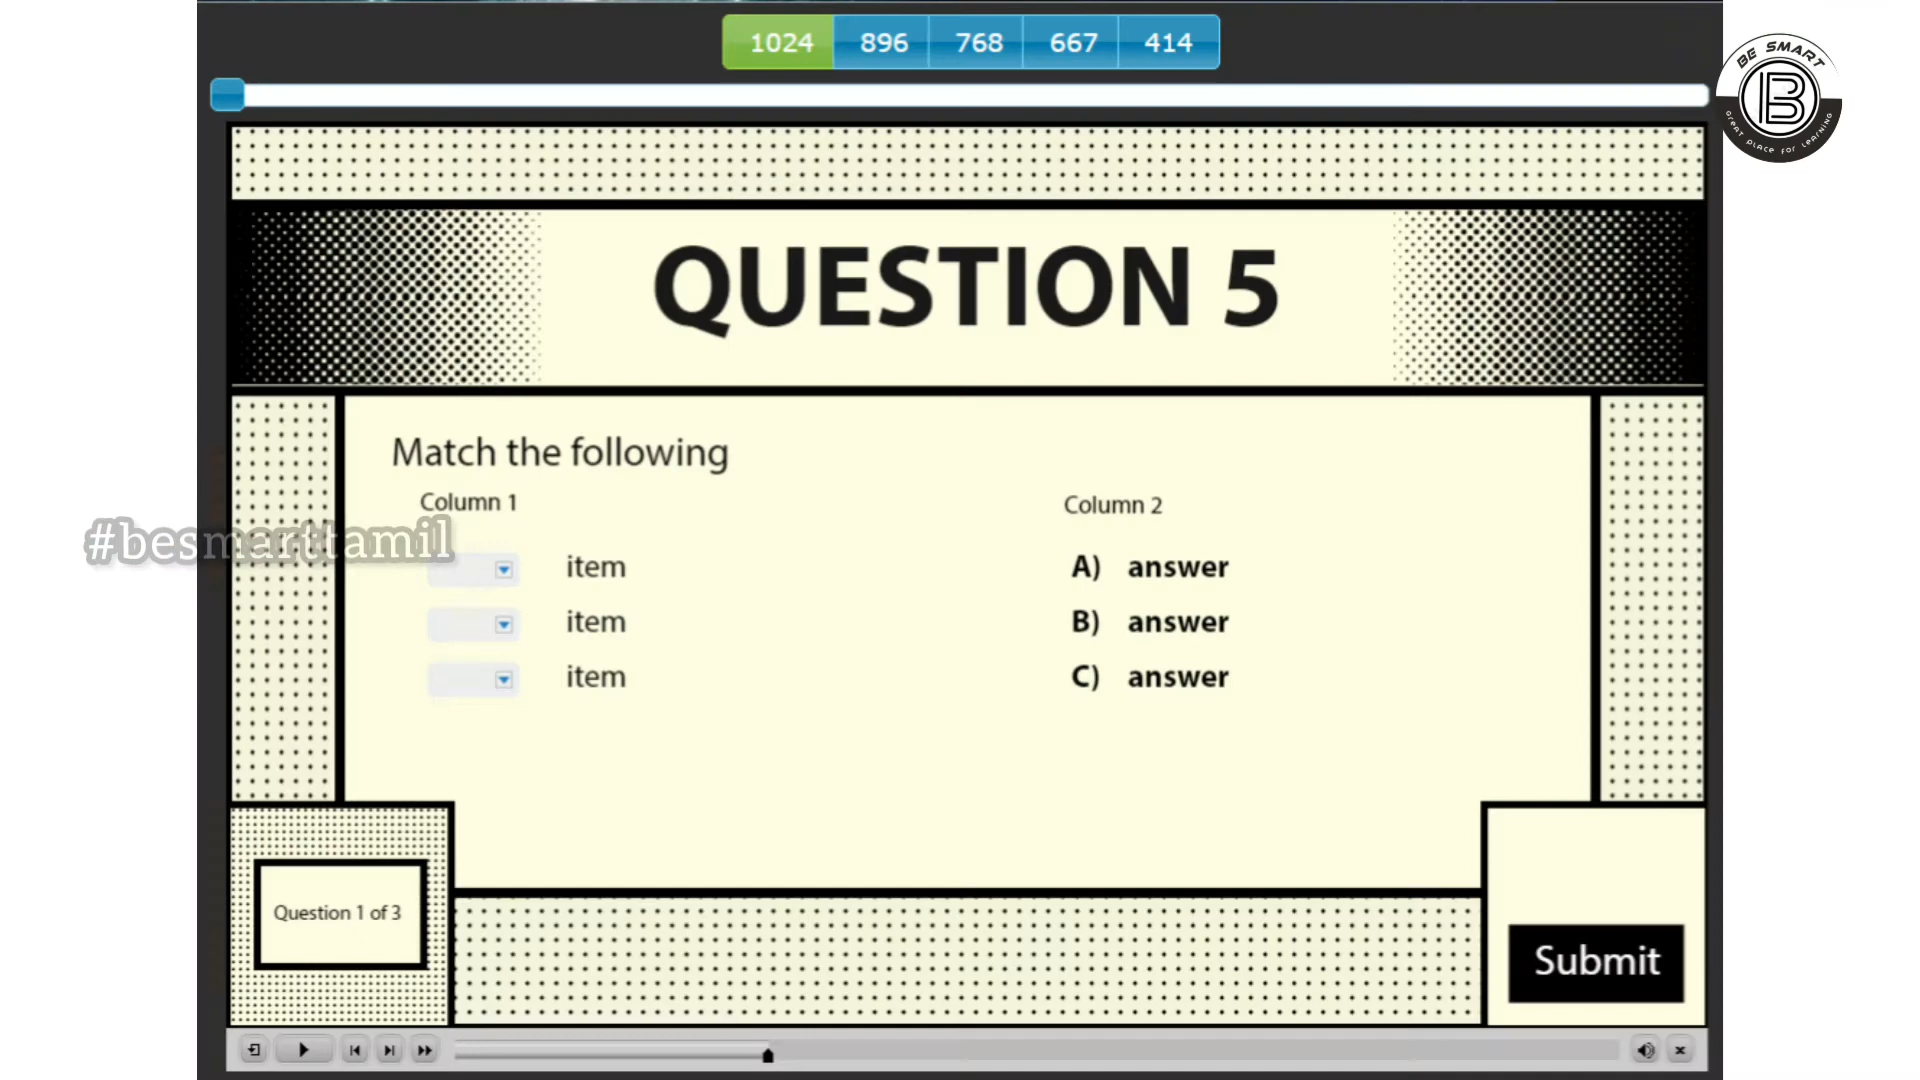 1024 896 768 667 414
BE SMART
B
GREAT PLACE FOR LEARNING
QUESTION 5
Match the following
Column 1 Column 2
#besmarttamil
item A) answer
item B) answer
item C) answer
Question 1 of 3
Submit